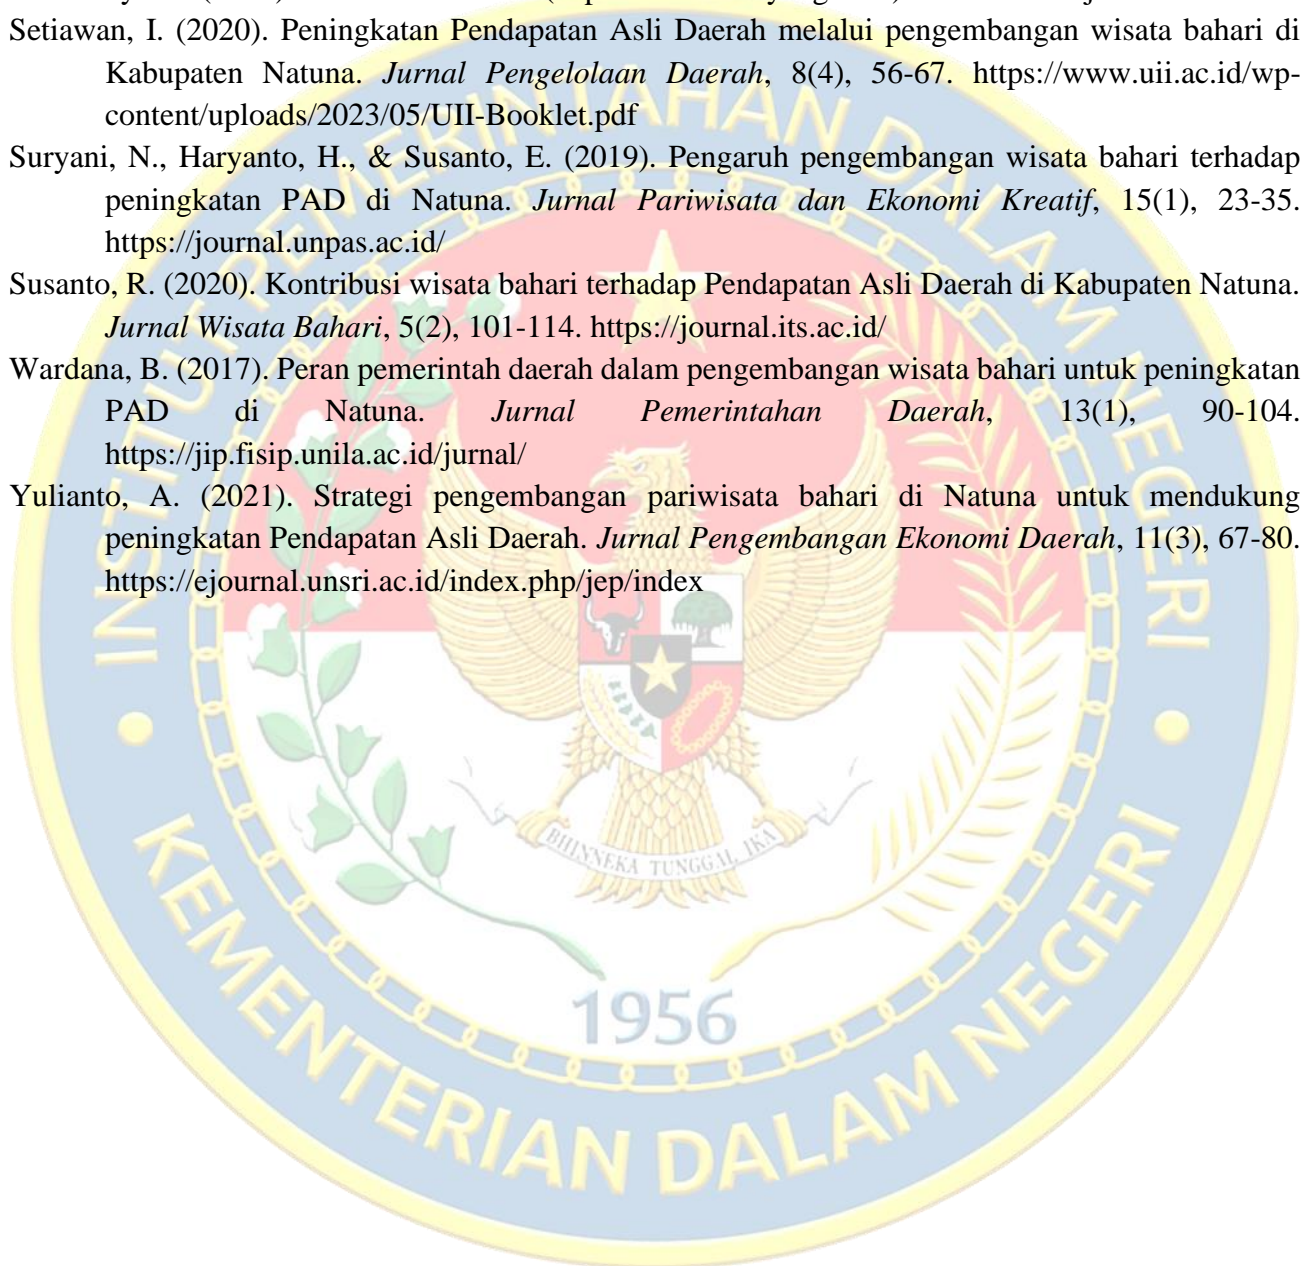 Setiawan, I. (2020). Peningkatan Pendapatan Asli Daerah melalui pengembangan wisata bahari di
Kabupaten Natuna. Jurnal Pengelolaan Daerah, 8(4), 56-67. https://www.uii.ac.id/wp-
content/uploads/2023/05/UII-Booklet.pdf
Suryani, N., Haryanto, H., & Susanto, E. (2019). Pengaruh pengembangan wisata bahari terhadap
peningkatan PAD di Natuna. Jurnal Pariwisata dan Ekonomi Kreatif, 15(1), 23-35.
https://journal.unpas.ac.id/
Susanto, R. (2020). Kontribusi wisata bahari terhadap Pendapatan Asli Daerah di Kabupaten Natuna.
Jurnal Wisata Bahari, 5(2), 101-114. https://journal.its.ac.id/
Wardana, B. (2017). Peran pemerintah daerah dalam pengembangan wisata bahari untuk peningkatan
PAD di Natuna. Jurnal Pemerintahan Daerah, 13(1), 90-104.
https://jip.fisip.unila.ac.id/jurnal/
Yulianto, A. (2021). Strategi pengembangan pariwisata bahari di Natuna untuk mendukung
peningkatan Pendapatan Asli Daerah. Jurnal Pengembangan Ekonomi Daerah, 11(3), 67-80.
https://ejournal.unsri.ac.id/index.php/jep/index
INSTITUT PEMERINTAHAN DALAM NEGERI
BHINNEKA TUNGGAL IKA
1956
KEMENTERIAN DALAM NEGERI